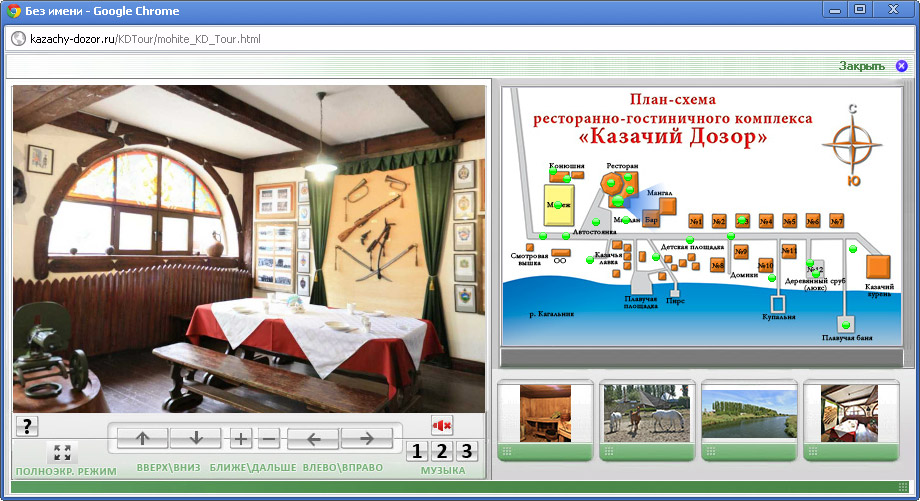 Без имени - Google Chrome
kazachy-dozor.ru/KDTour/mohite_KD_Tour.html
Закрыть
План-схема
ресторанно-гостиничного комплекса
«Казачий Дозор»
С
Ю
Конюшня
Ресторан
Манеж
Мангал
Майдан
Бар
№1
№2
№3
№4
№5
№6
№7
Автостоянка
Смотровая
вышка
Казачья
лавка
Детская площадка
№8
№9
№10
№11
№12
Домики
Деревянный сруб
(люкс)
Казачий
курень
Плавучая
площадка
Пирс
Купальня
р. Кагальник
Плавучая баня
?
ПОЛНОЭКР. РЕЖИМ
ВВЕРХ\ВНИЗ
БЛИЖЕ\ДАЛЬШЕ
ВЛЕВО\ВПРАВО
1 2 3
МУЗЫКА